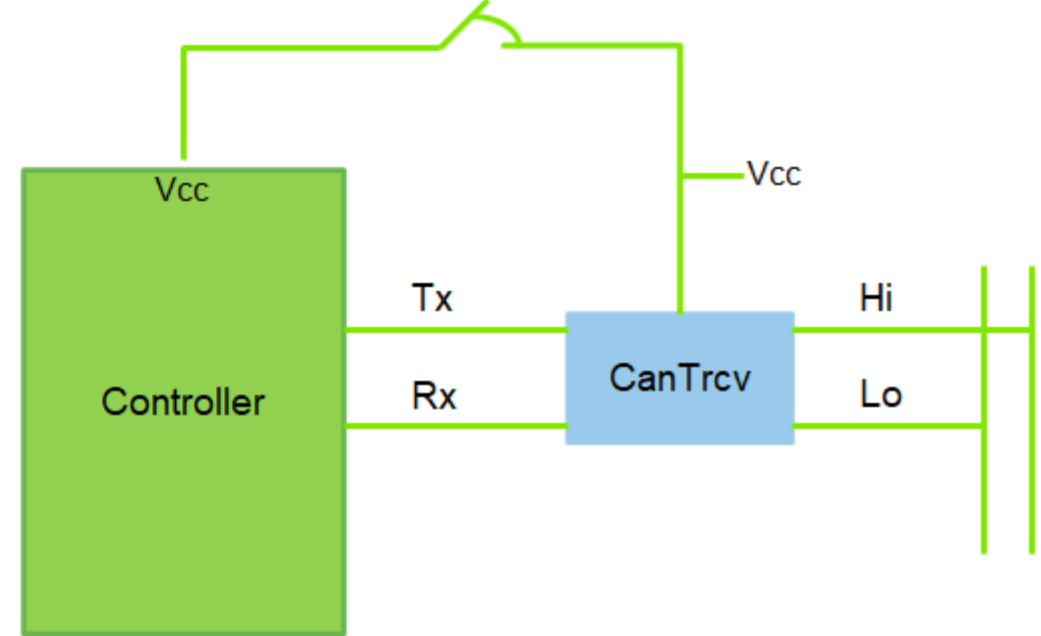 Vcc
Vcc
Tx
Hi
Controller
Rx
CanTrcv
Lo